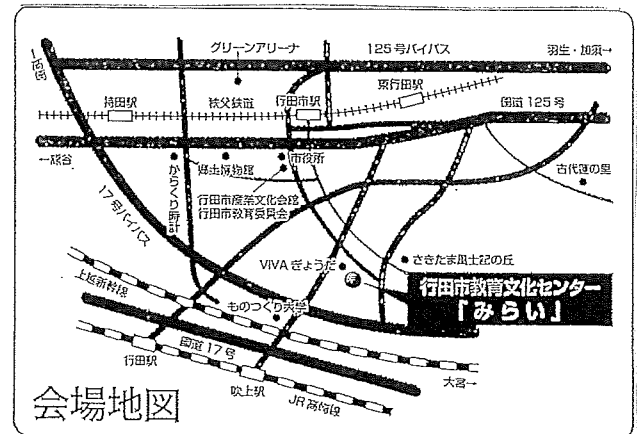 グリーンアリーナ
125号バイパス
羽生・加須→
持田駅
秩父鉄道
行田市駅
東行田駅
国道125号
←熊谷
からくり時計
郷土博物館
市役所
古代蓮の里
行田市産業文化会館
行田市教育委員会
17号バイパス
VIVAぎょうだ
さきたま風土記の丘
行田市教育文化センター
「みらい」
上越新幹線
ものつくり大学
国道17号
行田駅
吹上駅
JR高崎線
大宮→
会場地図